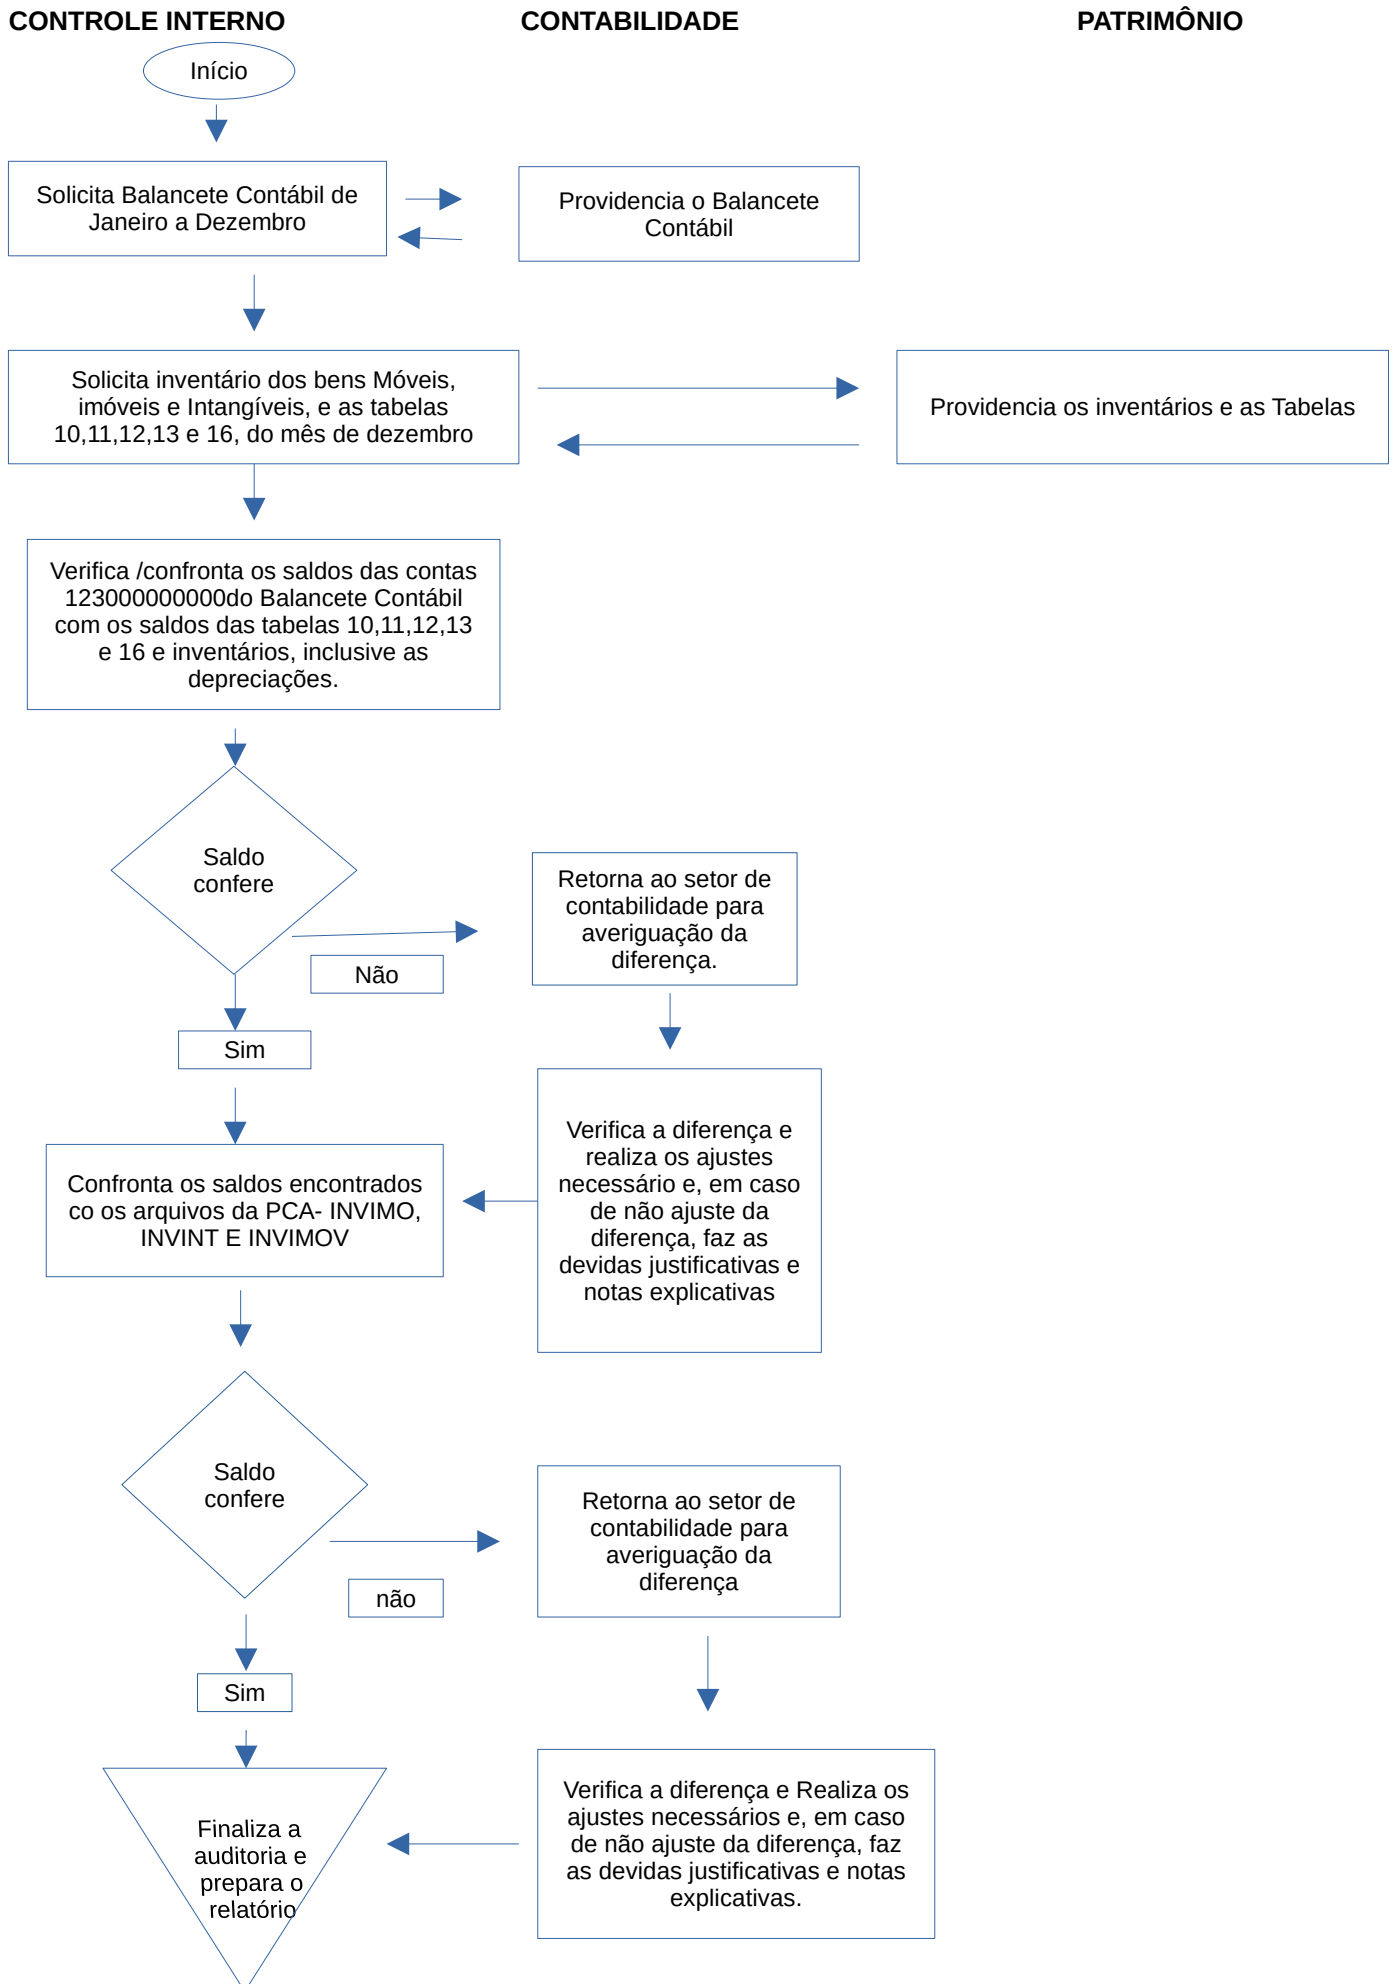 CONTROLE INTERNO
CONTABILIDADE
PATRIMÔNIO
Início
Solicita Balancete Contábil de
Janeiro a Dezembro
Providencia o Balancete
Contábil
Solicita inventário dos bens Móveis,
imóveis e Intangíveis, e as tabelas
10,11,12,13 e 16, do mês de dezembro
Providencia os inventários e as Tabelas
Verifica /confronta os saldos das contas
123000000000do Balancete Contábil
com os saldos das tabelas 10,11,12,13
e 16 e inventários, inclusive as
depreciações.
Saldo
confere
Retorna ao setor de
contabilidade para
averiguação da
diferença.
Não
Sim
Verifica a diferença e
realiza os ajustes
necessário e, em caso
de não ajuste da
diferença, faz as
devidas justificativas e
notas explicativas
Confronta os saldos encontrados
co os arquivos da PCA- INVIMO,
INVINT E INVIMOV
Saldo
confere
Retorna ao setor de
contabilidade para
averiguação da
diferença
não
Sim
Verifica a diferença e Realiza os
ajustes necessários e, em caso
de não ajuste da diferença, faz
as devidas justificativas e notas
explicativas.
Finaliza a
auditoria e
prepara o
relatório